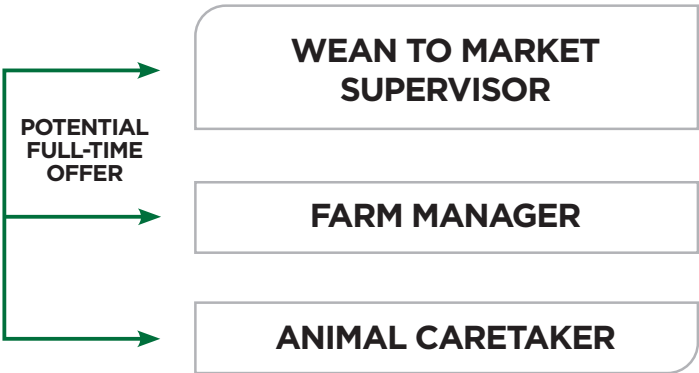 WEAN TO MARKET
SUPERVISOR
POTENTIAL
FULL-TIME
OFFER
FARM MANAGER
ANIMAL CARETAKER